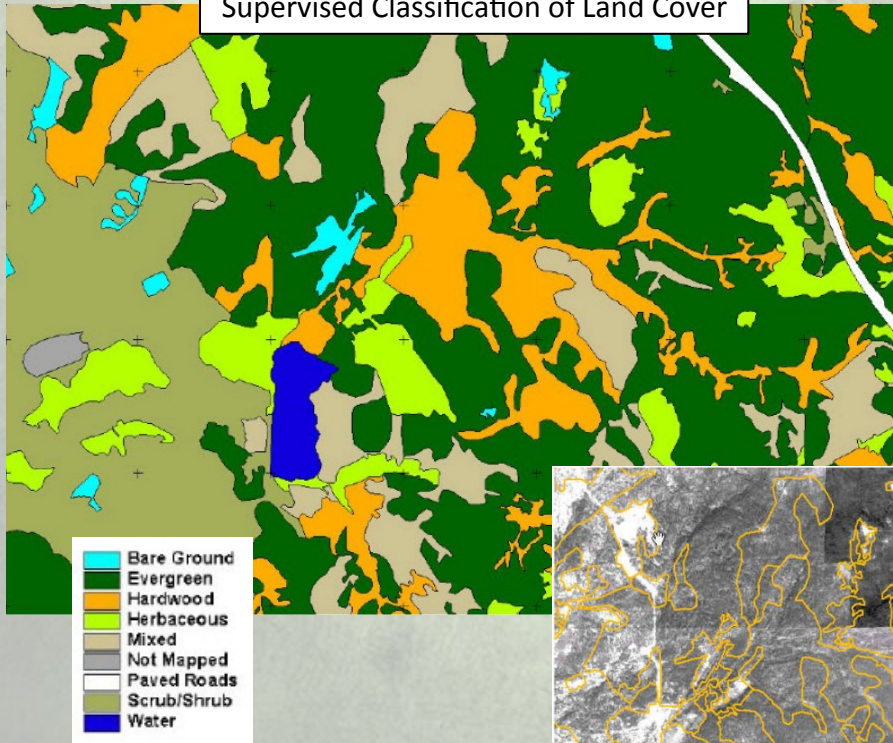 Supervised Classification of Land Cover
Bare Ground
Evergreen
Hardwood
Herbaceous
Mixed
Not Mapped
Paved Roads
Scrub/Shrub
Water